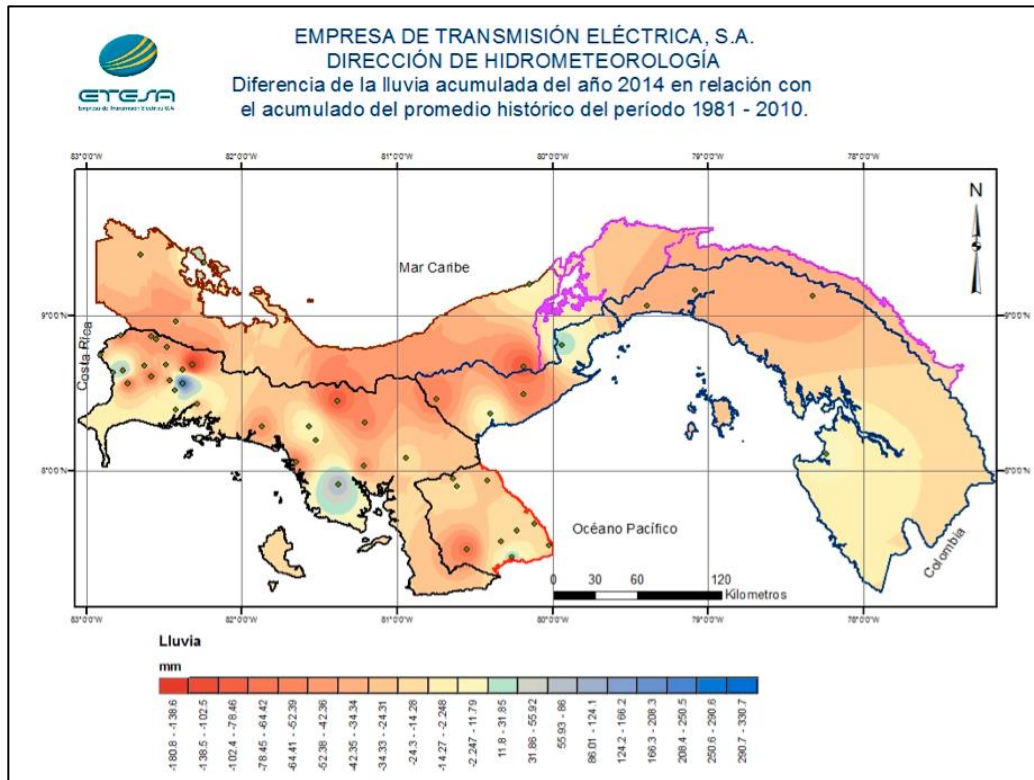 EMPRESA DE TRANSMISIÓN ELÉCTRICA, S.A.
DIRECCIÓN DE HIDROMETEOROLOGÍA
Diferencia de la lluvia acumulada del año 2014 en relación con
el acumulado del promedio histórico del período 1981 - 2010.
ETESA
Empresa de Transmisión Eléctrica S.A.
83°0'0"W 82°0'0"W 81°0'0"W 80°0'0"W 79°0'0"W 78°0'0"W
N
Mar Caribe
9°0'0"N 9°0'0"N
Costa Rica
8°0'0"N 8°0'0"N
Océano Pacífico
Colombia
0 30 60 120
Kilometros
83°0'0"W 82°0'0"W 81°0'0"W 80°0'0"W 79°0'0"W 78°0'0"W
Lluvia
mm
-180.8 - -138.6
-138.5 - -102.5
-102.4 - -78.46
-78.45 - -64.42
-64.41 - -52.39
-52.38 - -42.36
-42.35 - -34.34
-34.33 - -24.31
-24.3 - -14.28
-14.27 - -2.248
-2.247 - 11.79
11.8 - 31.85
31.86 - 55.92
55.93 - 86
86.01 - 124.1
124.2 - 166.2
166.3 - 208.3
208.4 - 250.5
250.6 - 290.6
290.7 - 330.7